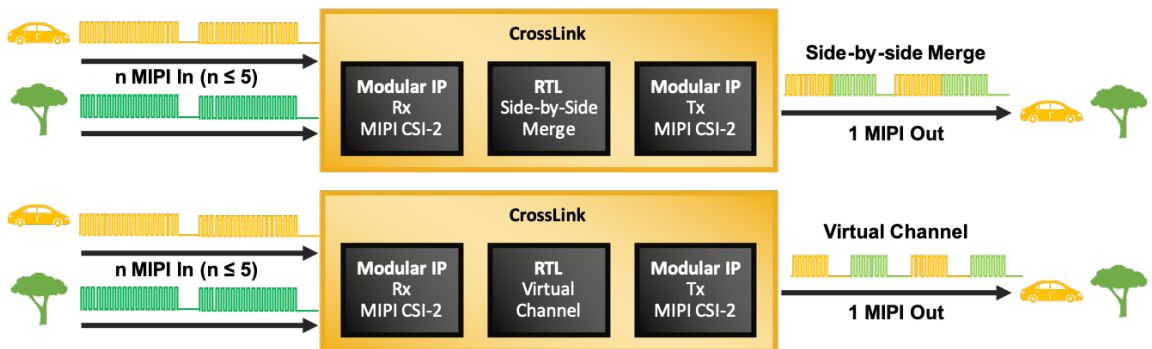 CrossLink
n MIPI In (n ≤ 5)
Modular IP
Rx
MIPI CSI-2
RTL
Side-by-Side
Merge
Modular IP
Tx
MIPI CSI-2
Side-by-side Merge
1 MIPI Out
CrossLink
n MIPI In (n ≤ 5)
Modular IP
Rx
MIPI CSI-2
RTL
Virtual
Channel
Modular IP
Tx
MIPI CSI-2
Virtual Channel
1 MIPI Out